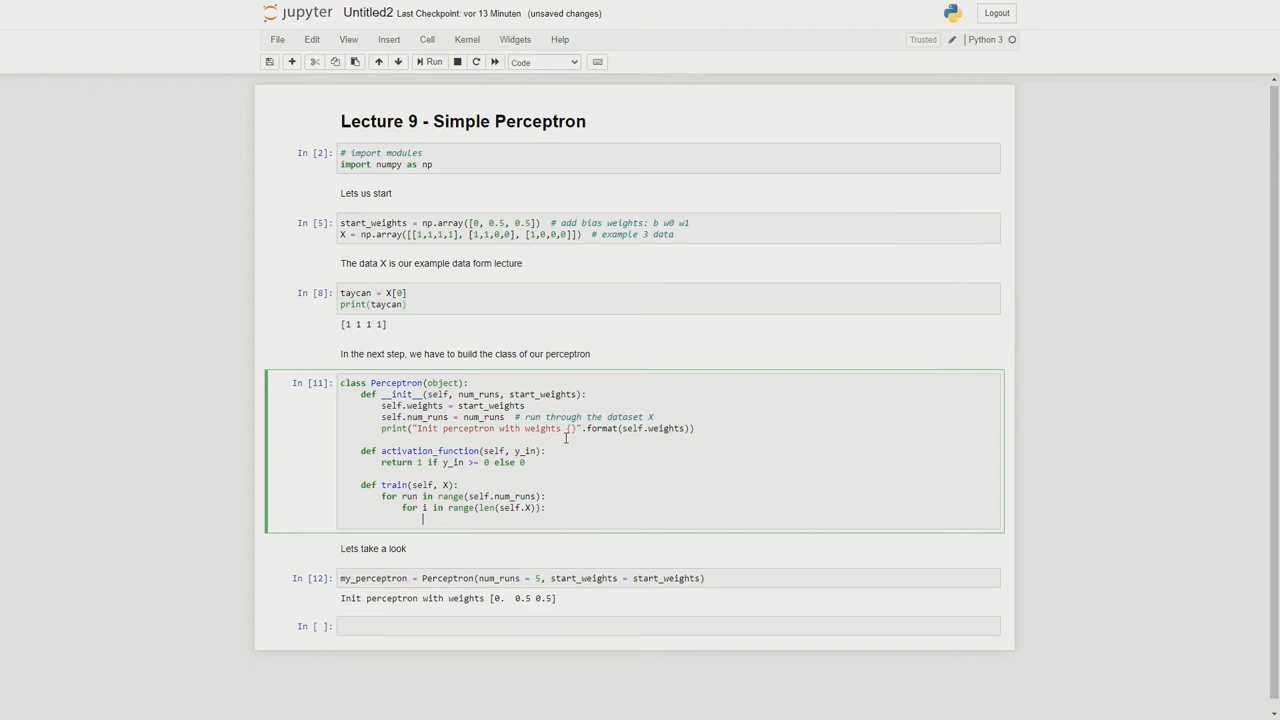 jupyter Untitled2 Last Checkpoint: vor 13 Minuten (unsaved changes) Logout
File Edit View Insert Cell Kernel Widgets Help Trusted Python 3
Run Code
Lecture 9 - Simple Perceptron
In [2]: # import modules
import numpy as np
Lets us start
In [5]: start_weights = np.array([0, 0.5, 0.5])  # add bias weights: b w0 w1
X = np.array([[1,1,1,1], [1,1,0,0], [1,0,0,0]])  # example 3 data
The data X is our example data form lecture
In [8]: taycan = X[0]
print(taycan)
[1 1 1 1]
In the next step, we have to build the class of our perceptron
In [11]: class Perceptron(object):
    def __init__(self, num_runs, start_weights):
        self.weights = start_weights
        self.num_runs = num_runs  # run through the dataset X
        print("Init perceptron with weights {}".format(self.weights))
    def activation_function(self, y_in):
        return 1 if y_in >= 0 else 0
    def train(self, X):
        for run in range(self.num_runs):
            for i in range(len(self.X)):
Lets take a look
In [12]: my_perceptron = Perceptron(num_runs = 5, start_weights = start_weights)
Init perceptron with weights [0.  0.5 0.5]
In [ ]: